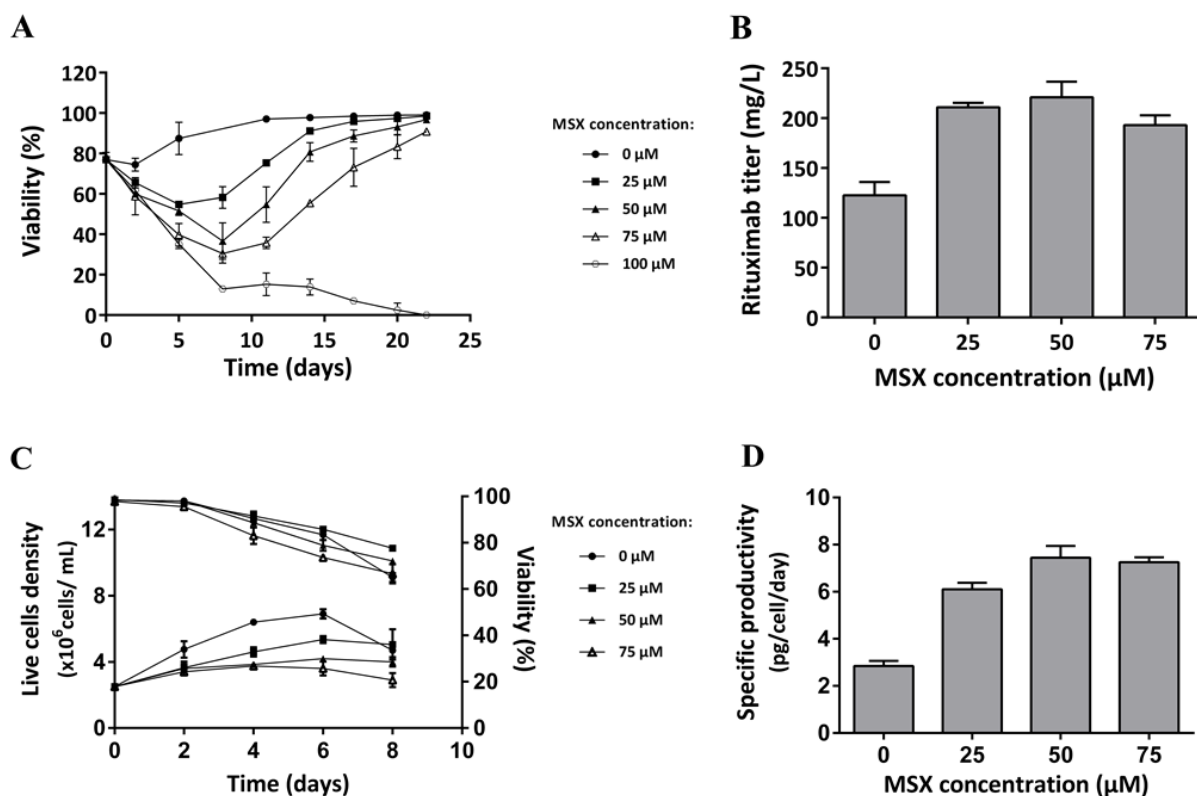 A
Viability (%)
120
100
80
60
40
20
0
0 5 10 15 20 25
Time (days)
MSX concentration:
0 µM
25 µM
50 µM
75 µM
100 µM
B
Rituximab titer (mg/L)
250
200
150
100
50
0
0 25 50 75
MSX concentration (µM)
C
Live cells density
(x10⁶cells/ mL)
12
8
4
0
0 2 4 6 8 10
Time (days)
100
80
60
40
20
0
Viability (%)
MSX concentration:
0 µM
25 µM
50 µM
75 µM
D
Specific productivity
(pg/cell/day)
10
8
6
4
2
0
0 25 50 75
MSX concentration (µM)